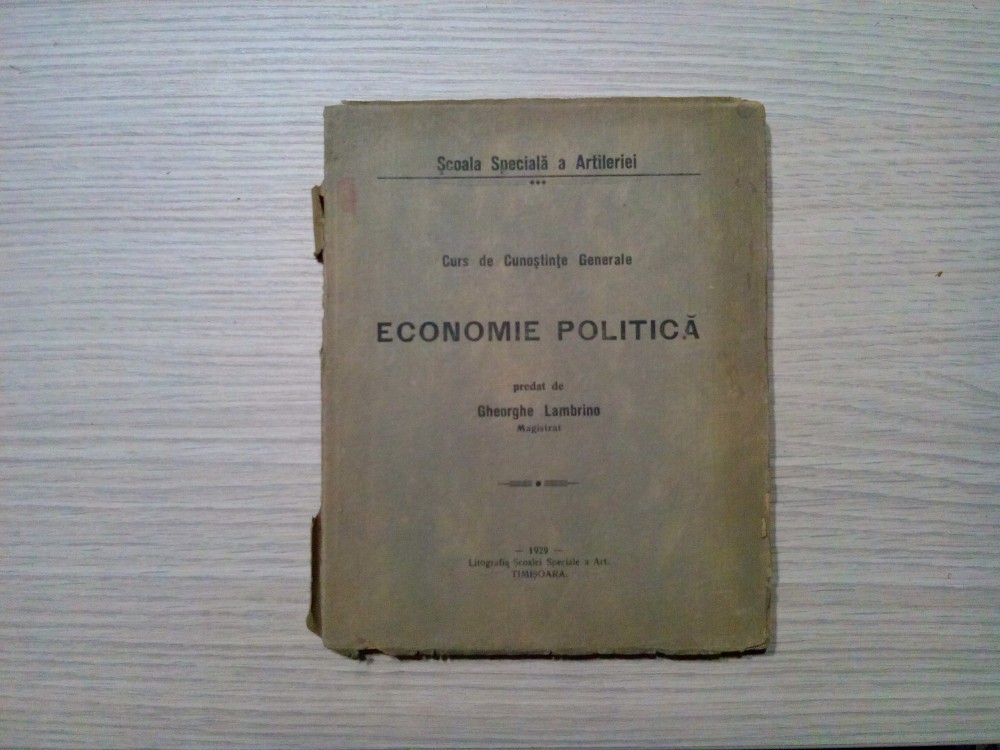 Școala Specială a Artileriei
Curs de Cunoștințe Generale
ECONOMIE POLITICĂ
predat de
Gheorghe Lambrino
Magistrat
— 1929 —
Litografia Școalei Speciale a Art.
TIMIȘOARA.